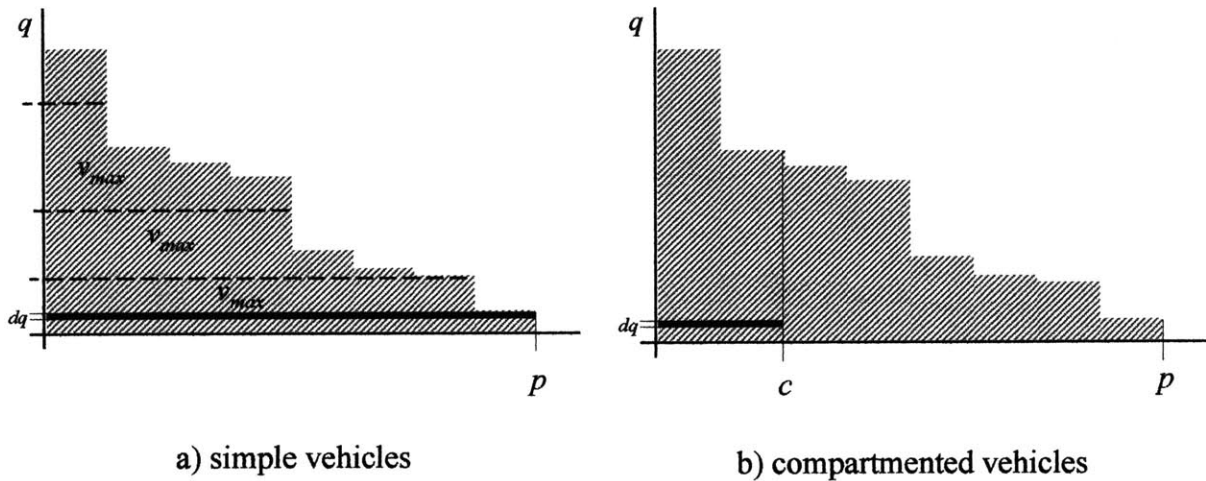 q
v_max
v_max
v_max
dq
p
a) simple vehicles
q
dq
c
p
b) compartmented vehicles